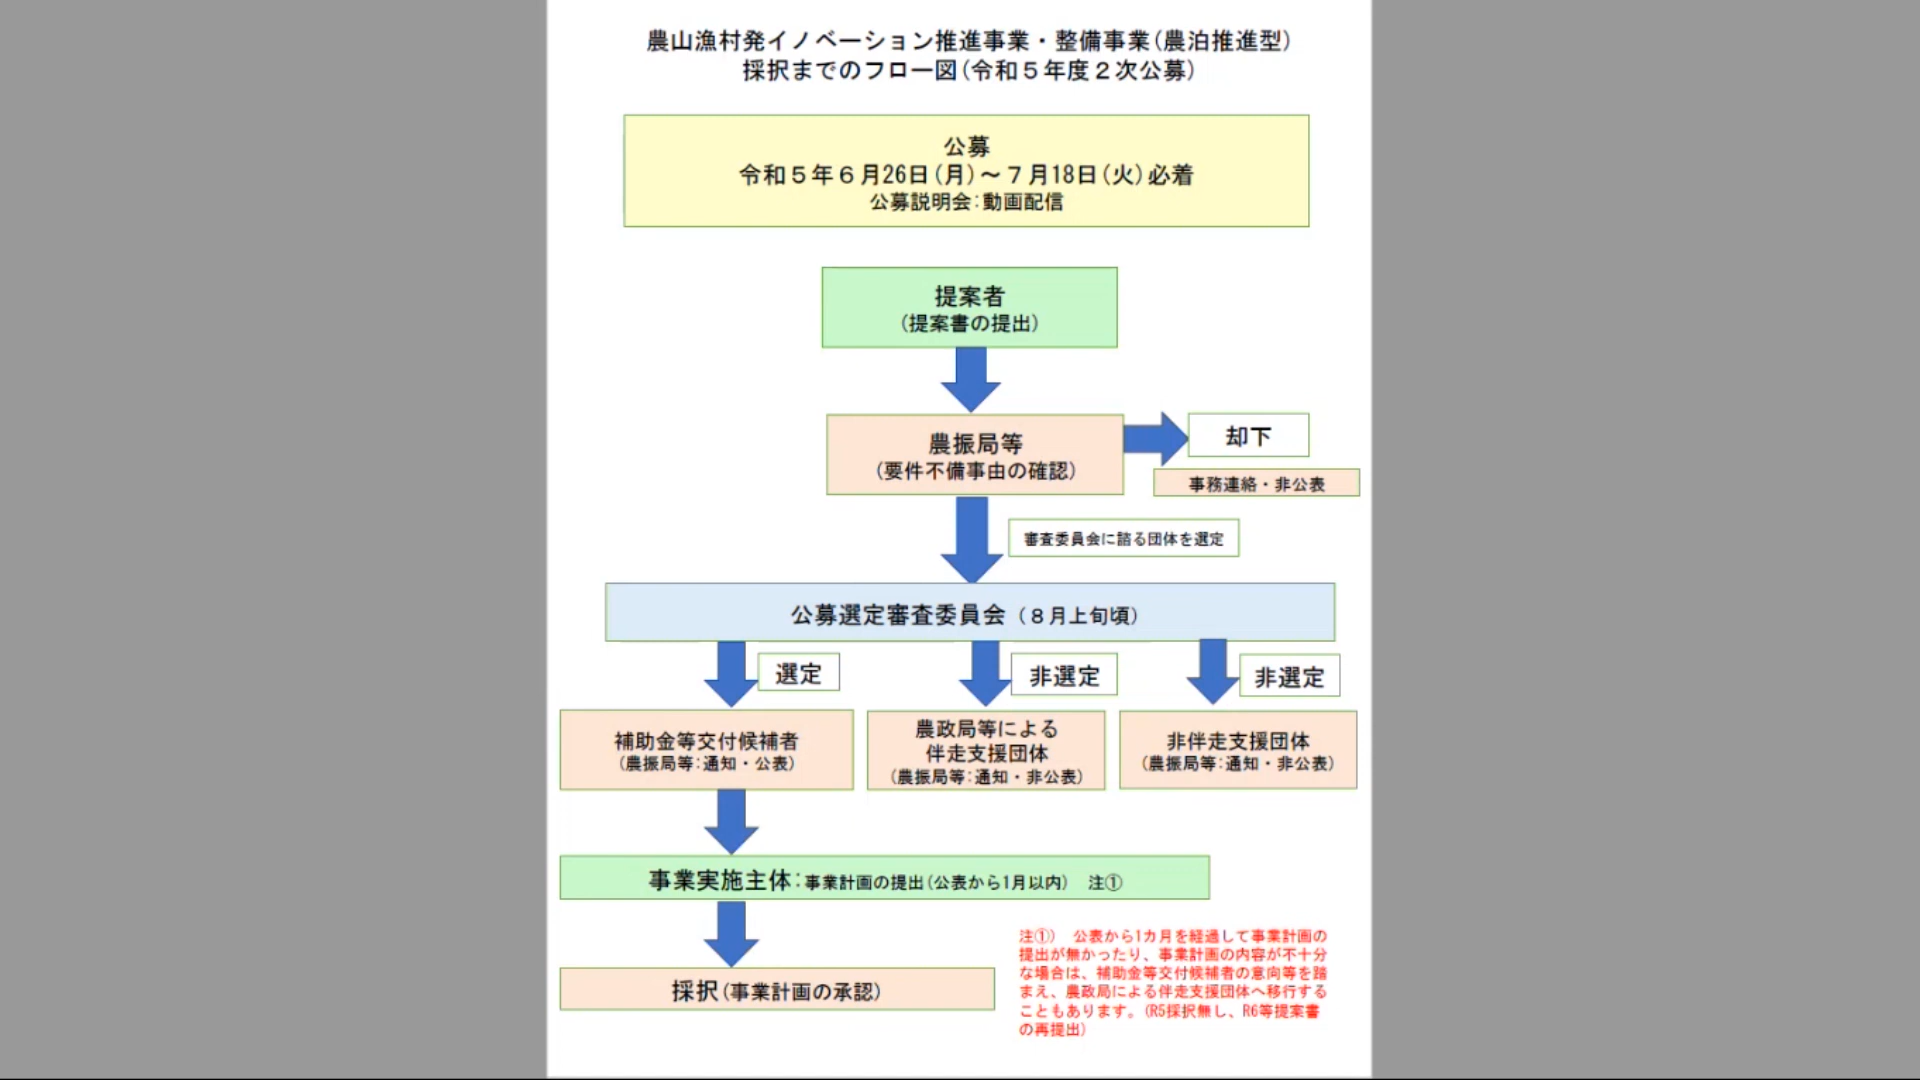 農山漁村発イノベーション推進事業・整備事業(農泊推進型)
採択までのフロー図(令和５年度２次公募)
公募
令和５年６月26日(月)～７月18日(火)必着
公募説明会:動画配信
提案者
(提案書の提出)
農振局等
(要件不備事由の確認)
却下
事務連絡・非公表
審査委員会に諮る団体を選定
公募選定審査委員会（８月上旬頃）
選定
非選定
非選定
補助金等交付候補者
(農振局等:通知・公表)
農政局等による
伴走支援団体
(農振局等:通知・非公表)
非伴走支援団体
(農振局等:通知・非公表)
事業実施主体:事業計画の提出(公表から1月以内)　注①
採択(事業計画の承認)
注①)　公表から1カ月を経過して事業計画の
提出が無かったり、事業計画の内容が不十分
な場合は、補助金等交付候補者の意向等を踏
まえ、農政局による伴走支援団体へ移行する
こともあります。(R5採択無し、R6等提案書
の再提出)